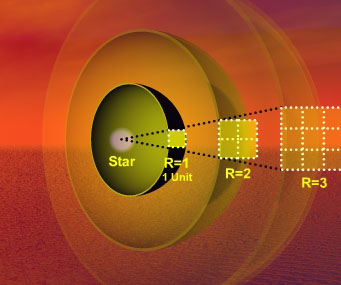 Star
R=1
1 Unit
R=2
R=3